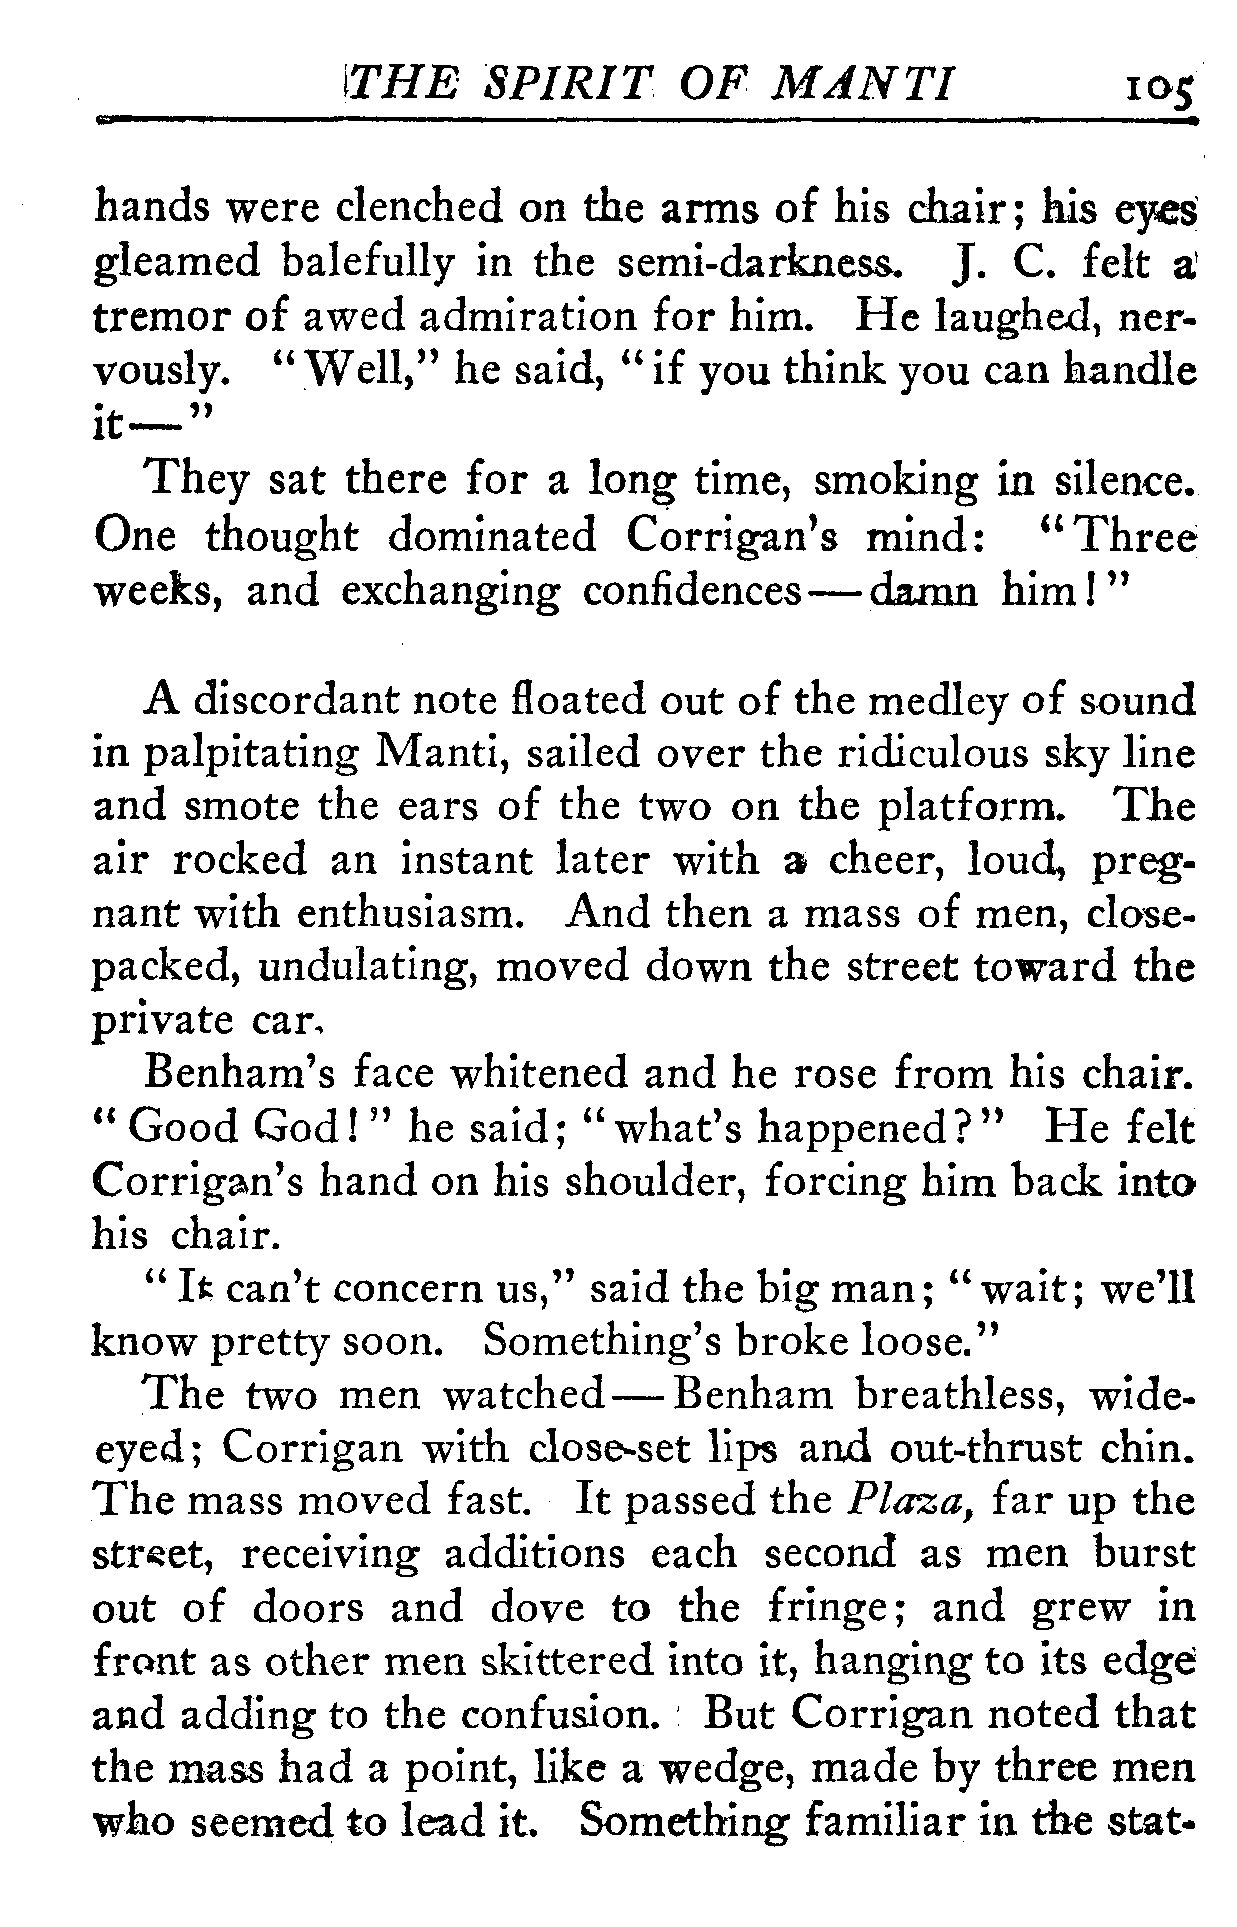 THE SPIRIT OF MANTI 105
hands were clenched on the arms of his chair; his eyes
gleamed balefully in the semi-darkness. J. C. felt a
tremor of awed admiration for him. He laughed, ner-
vously. "Well," he said, "if you think you can handle
it—"
They sat there for a long time, smoking in silence.
One thought dominated Corrigan's mind: "Three
weeks, and exchanging confidences—damn him!"
A discordant note floated out of the medley of sound
in palpitating Manti, sailed over the ridiculous sky line
and smote the ears of the two on the platform. The
air rocked an instant later with a cheer, loud, preg-
nant with enthusiasm. And then a mass of men, close-
packed, undulating, moved down the street toward the
private car.
Benham's face whitened and he rose from his chair.
"Good God!" he said; "what's happened?" He felt
Corrigan's hand on his shoulder, forcing him back into
his chair.
"It can't concern us," said the big man; "wait; we'll
know pretty soon. Something's broke loose."
The two men watched—Benham breathless, wide-
eyed; Corrigan with close-set lips and out-thrust chin.
The mass moved fast. It passed the Plaza, far up the
street, receiving additions each second as men burst
out of doors and dove to the fringe; and grew in
front as other men skittered into it, hanging to its edge
and adding to the confusion. But Corrigan noted that
the mass had a point, like a wedge, made by three men
who seemed to lead it. Something familiar in the stat-